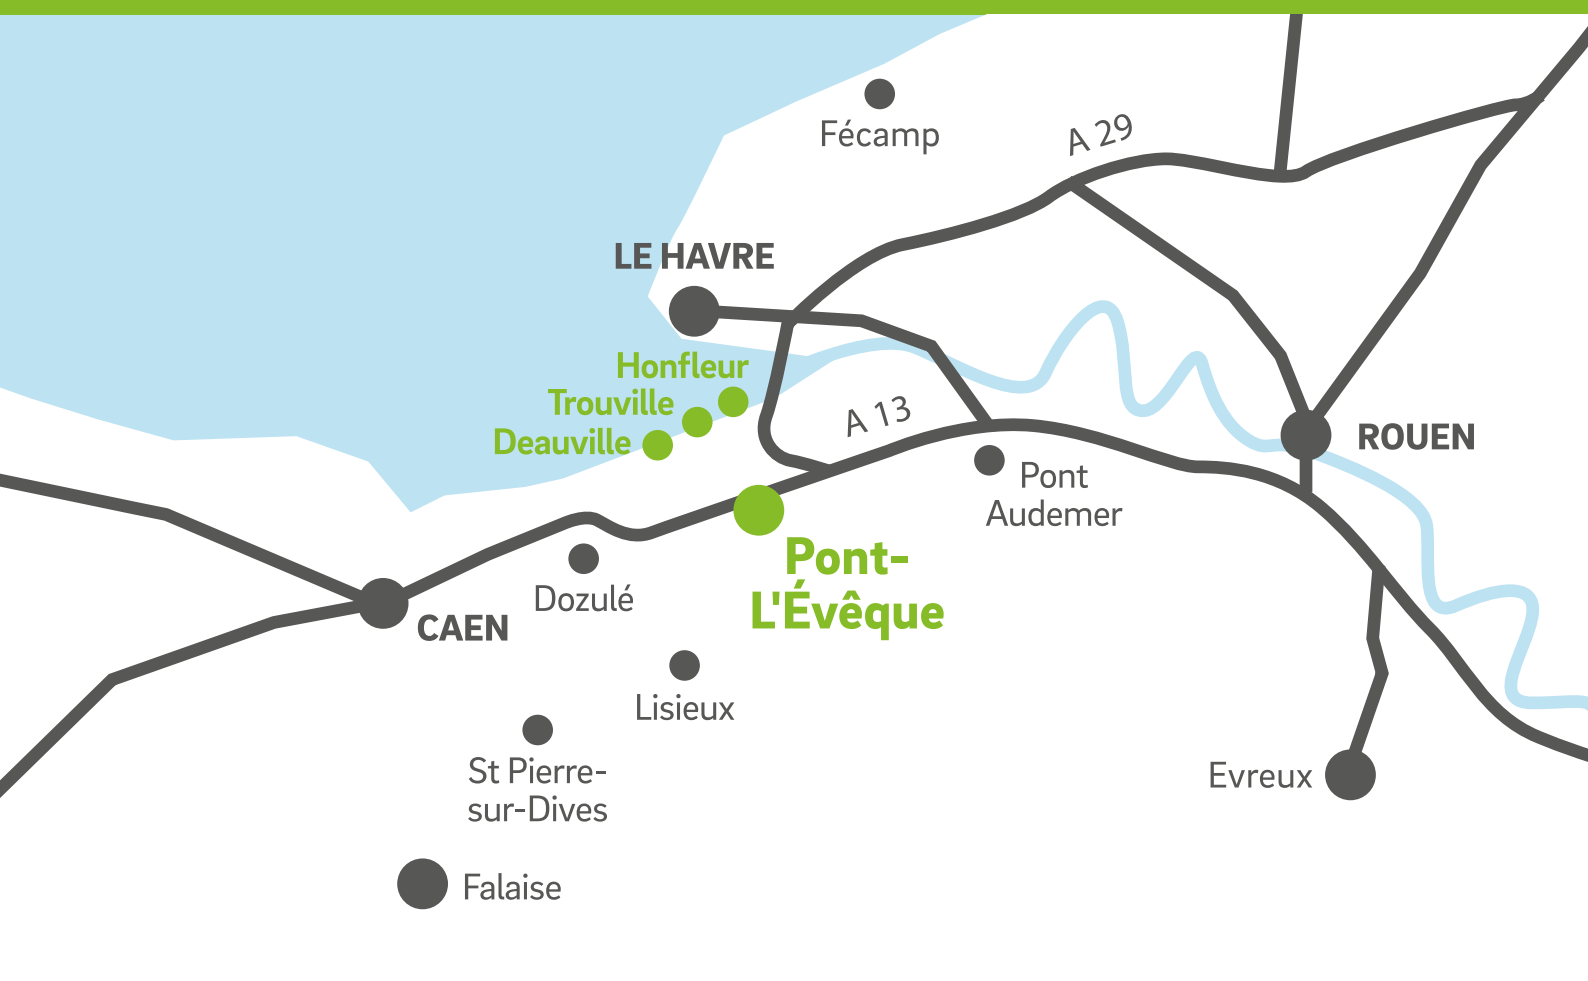 Fécamp
A 29
LE HAVRE
Honfleur
Trouville
Deauville
A 13
ROUEN
Pont
Audemer
Pont-
L'Évêque
Dozulé
CAEN
Lisieux
St Pierre-
sur-Dives
Evreux
Falaise